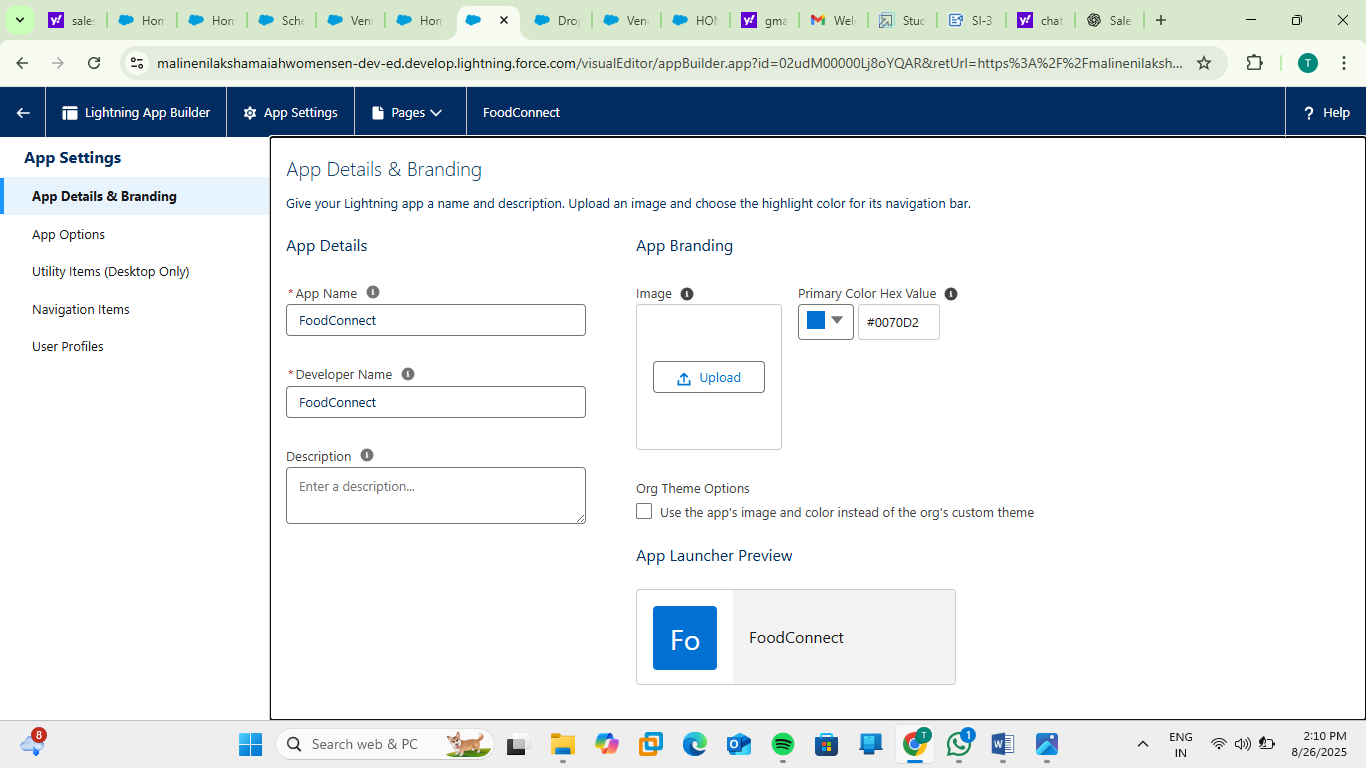 sales
Hom
Hom
Sche
Venu
Hom
Drop
Venu
HOM
gma
Wel
Stud
SI-3
chat
Sale
malinenilakshamaiahwomensen-dev-ed.develop.lightning.force.com/visualEditor/appBuilder.app?id=02udM00000Lj8oYQAR&retUrl=https%3A%2F%2Fmalinenilaksh...
T
Lightning App Builder
App Settings
Pages
FoodConnect
? Help
App Settings
App Details & Branding
App Options
Utility Items (Desktop Only)
Navigation Items
User Profiles
App Details & Branding
Give your Lightning app a name and description. Upload an image and choose the highlight color for its navigation bar.
App Details
*App Name
FoodConnect
*Developer Name
FoodConnect
Description
Enter a description...
App Branding
Image
Upload
Primary Color Hex Value
#0070D2
Org Theme Options
Use the app's image and color instead of the org's custom theme
App Launcher Preview
Fo
FoodConnect
8
Search web & PC
T
1
ENG
IN
2:10 PM
8/26/2025